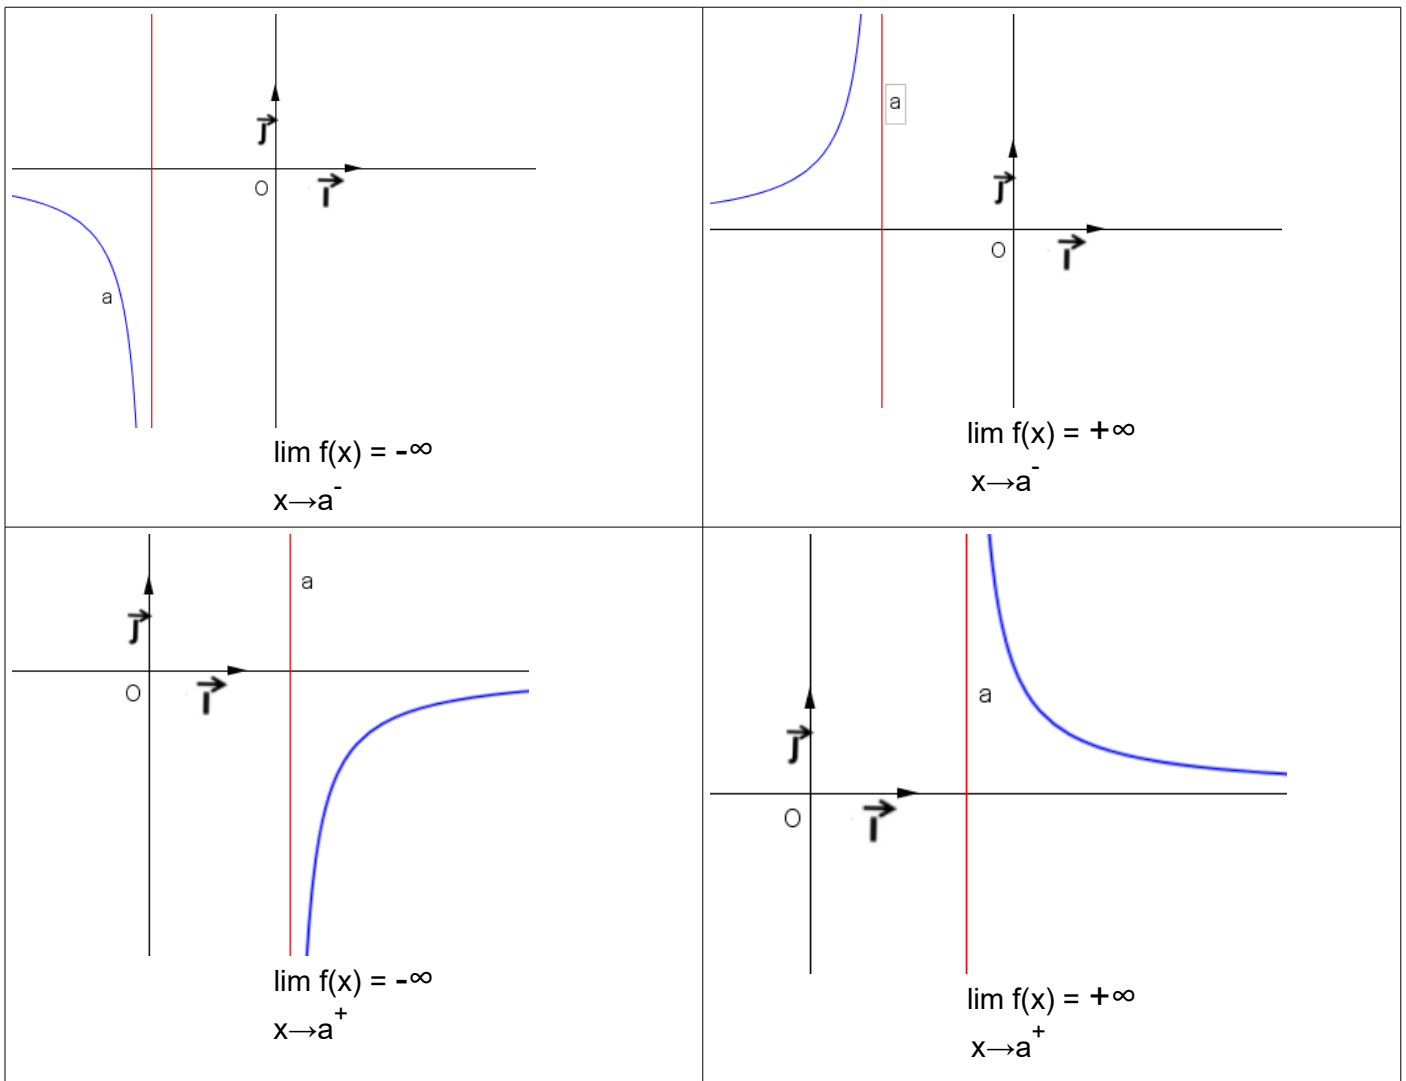 J⃗
O
I⃗
a
lim f(x) = -∞
x→a⁻
a
J⃗
O
I⃗
lim f(x) = +∞
x→a⁻
a
J⃗
O
I⃗
lim f(x) = -∞
x→a⁺
a
J⃗
O
I⃗
lim f(x) = +∞
x→a⁺